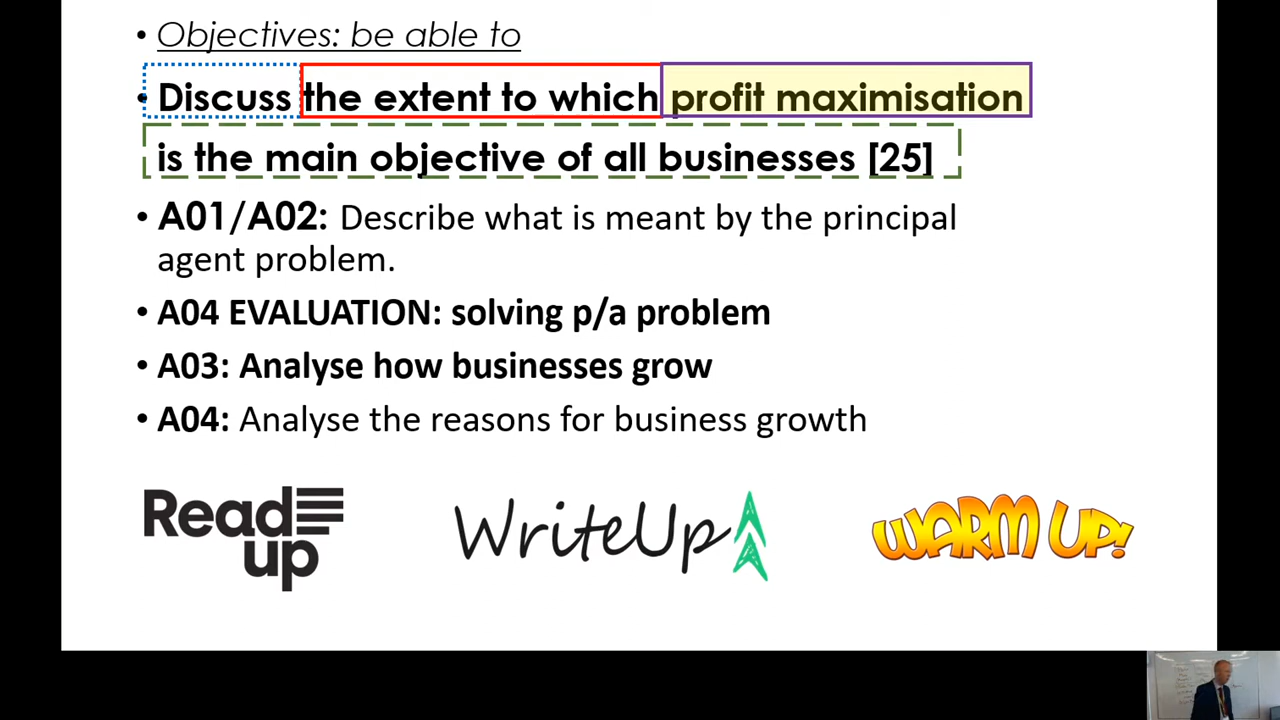 • Objectives: be able to
• Discuss the extent to which profit maximisation
is the main objective of all businesses [25]
• A01/A02: Describe what is meant by the principal
agent problem.
• A04 EVALUATION: solving p/a problem
• A03: Analyse how businesses grow
• A04: Analyse the reasons for business growth
Read
up
WriteUp
WARM UP!